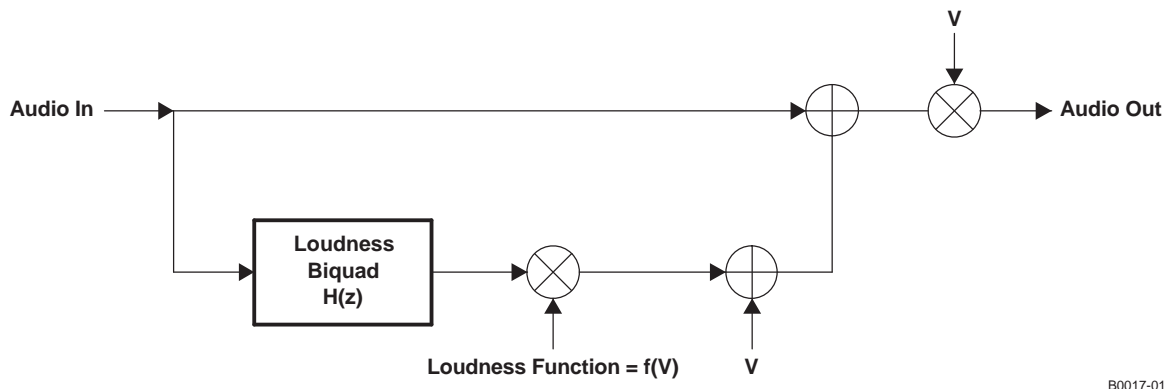 V
Audio In
Audio Out
Loudness
Biquad
H(z)
Loudness Function = f(V)
V
B0017-01